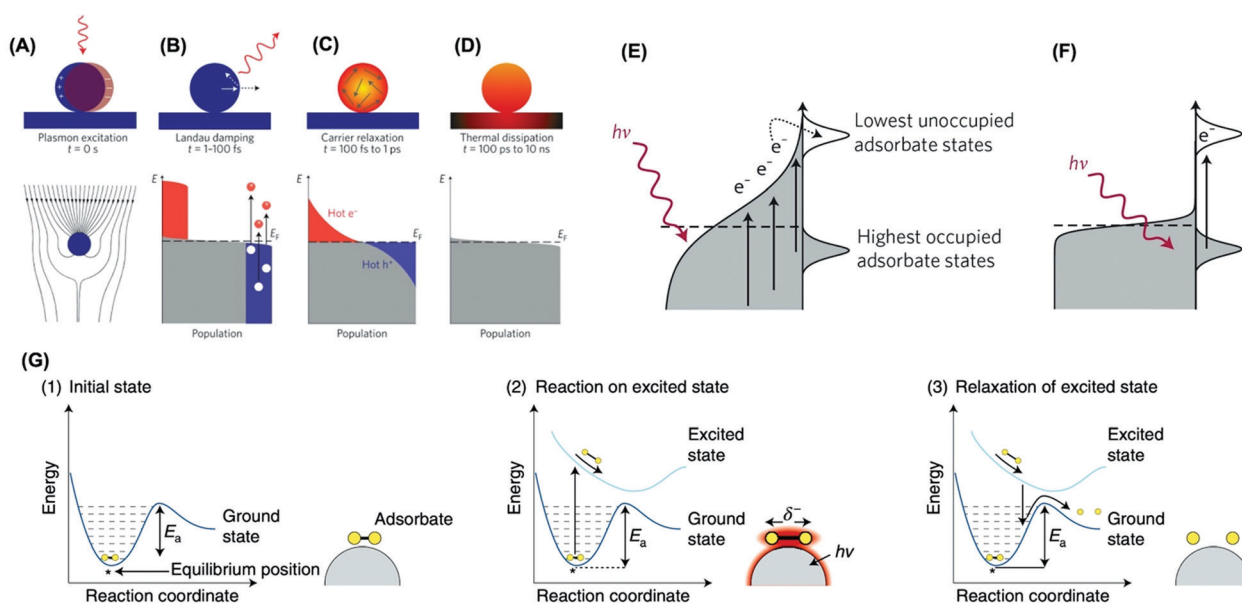 (A)
(B)
(C)
(D)
Plasmon excitation
t = 0 s
Landau damping
t = 1–100 fs
Carrier relaxation
t = 100 fs to 1 ps
Thermal dissipation
t = 100 ps to 10 ns
+
+
+
E
E_F
Population
E
Hot e⁻
E_F
Hot h⁺
Population
E
E_F
Population
(E)
hν
e⁻
e⁻
e⁻
Lowest unoccupied
adsorbate states
Highest occupied
adsorbate states
(F)
hν
e⁻
(G)
(1) Initial state
Energy
E_a
Ground
state
Adsorbate
*
Equilibrium position
Reaction coordinate
(2) Reaction on excited state
Energy
Excited
state
E_a
Ground
state
*
δ⁻
hν
Reaction coordinate
(3) Relaxation of excited state
Energy
Excited
state
E_a
Ground
state
*
Reaction coordinate